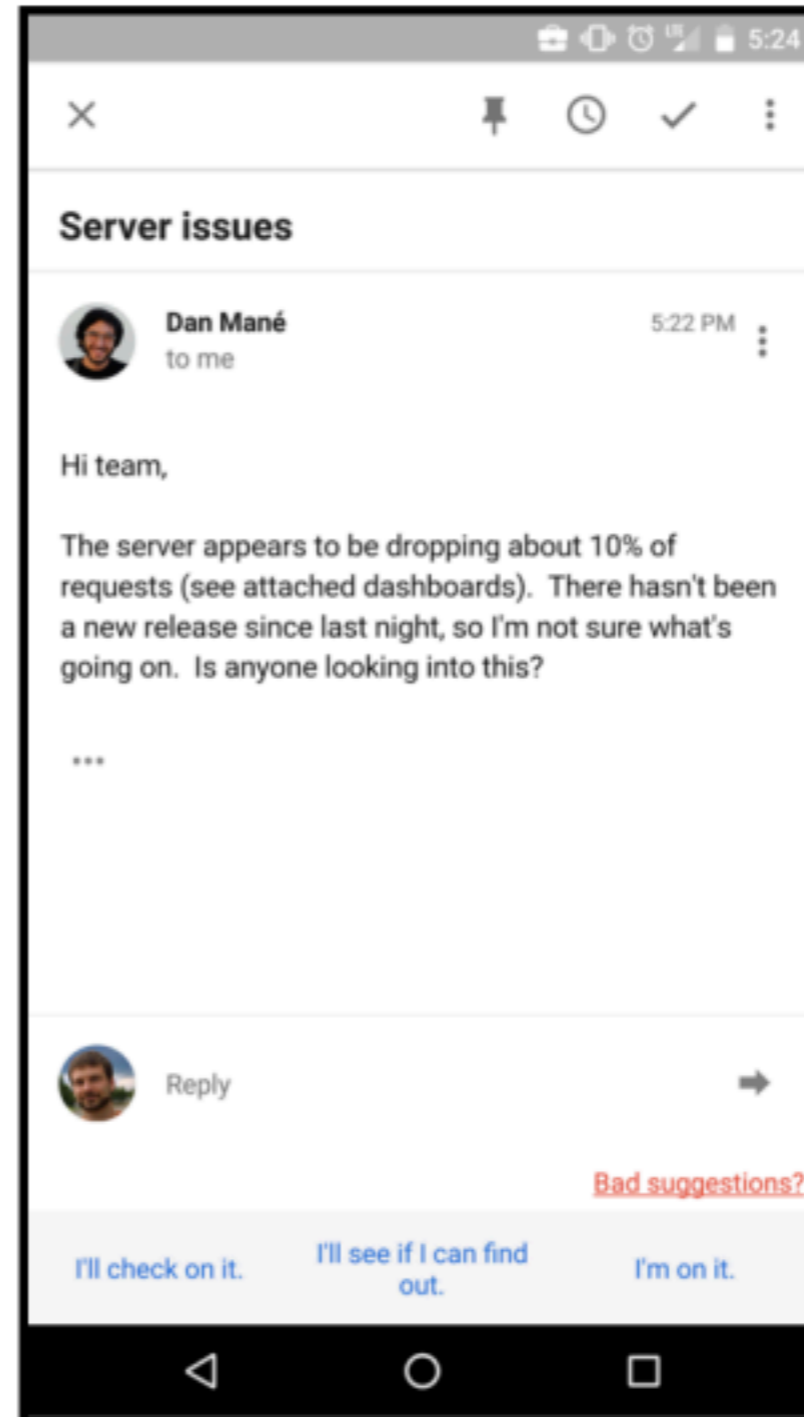 LTE 5:24
Server issues
Dan Mané
5:22 PM
to me
Hi team,
The server appears to be dropping about 10% of
requests (see attached dashboards).  There hasn't been
a new release since last night, so I'm not sure what's
going on.  Is anyone looking into this?
...
Reply
Bad suggestions?
I'll check on it.
I'll see if I can find
out.
I'm on it.